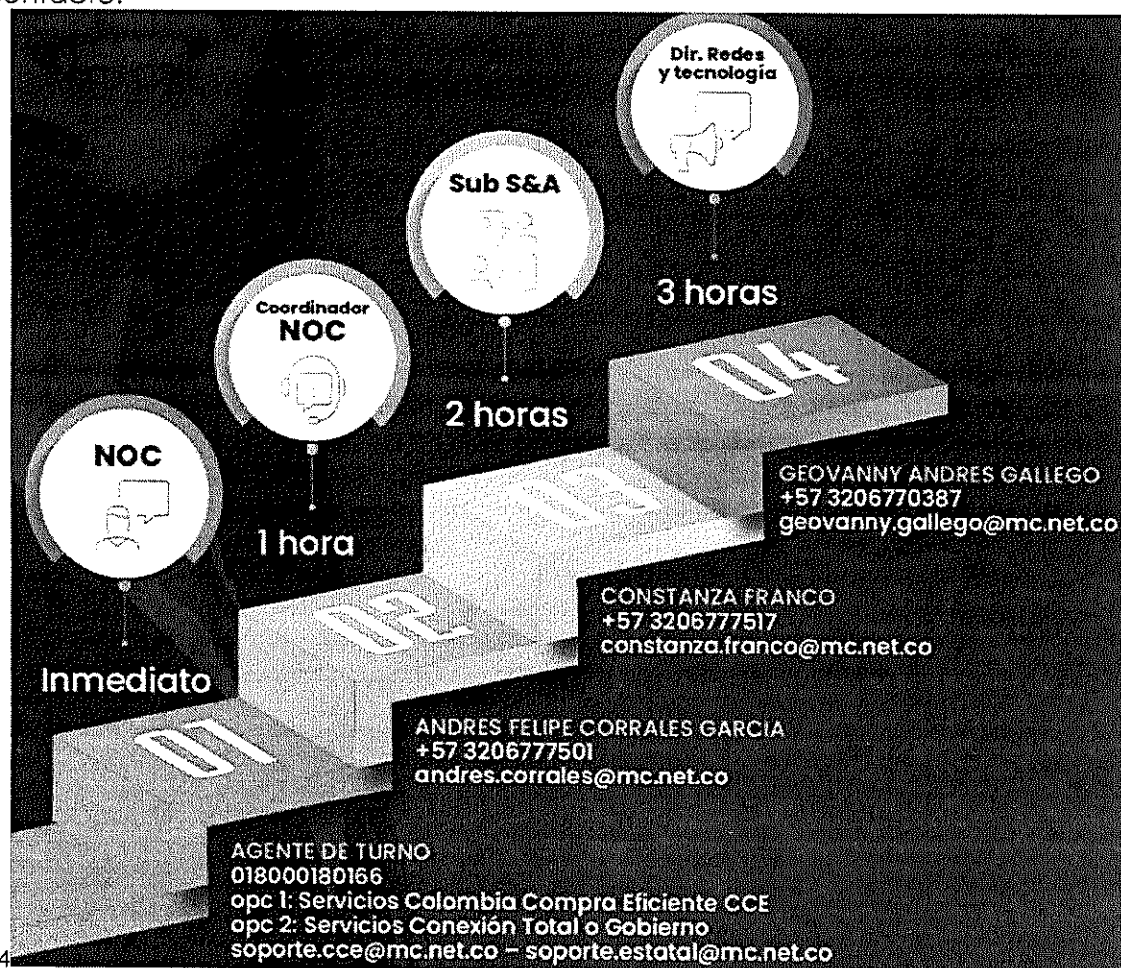 Dir. Redes
y tecnología
3 horas
04
GEOVANNY ANDRES GALLEGO
+57 3206770387
geovanny.gallego@mc.net.co
Sub S&A
2 horas
03
CONSTANZA FRANCO
+57 3206777517
constanza.franco@mc.net.co
Coordinador
NOC
1 hora
02
ANDRES FELIPE CORRALES GARCIA
+57 3206777501
andres.corrales@mc.net.co
NOC
Inmediato
01
AGENTE DE TURNO
018000180166
opc 1: Servicios Colombia Compra Eficiente CCE
opc 2: Servicios Conexión Total o Gobierno
soporte.cce@mc.net.co – soporte.estatal@mc.net.co
4